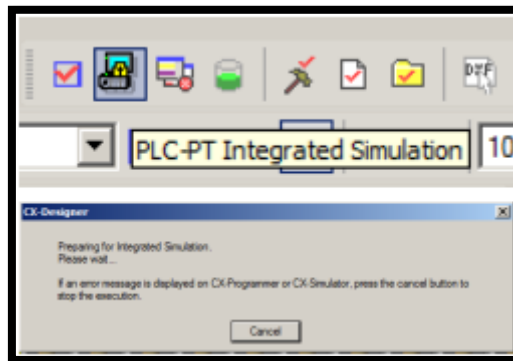 DXF
PLC-PT Integrated Simulation
10
CX-Designer
Preparing for Integrated Simulation.
Please wait...
If an error message is displayed on CX-Programmer or CX-Simulator, press the cancel button to
stop the execution.
Cancel